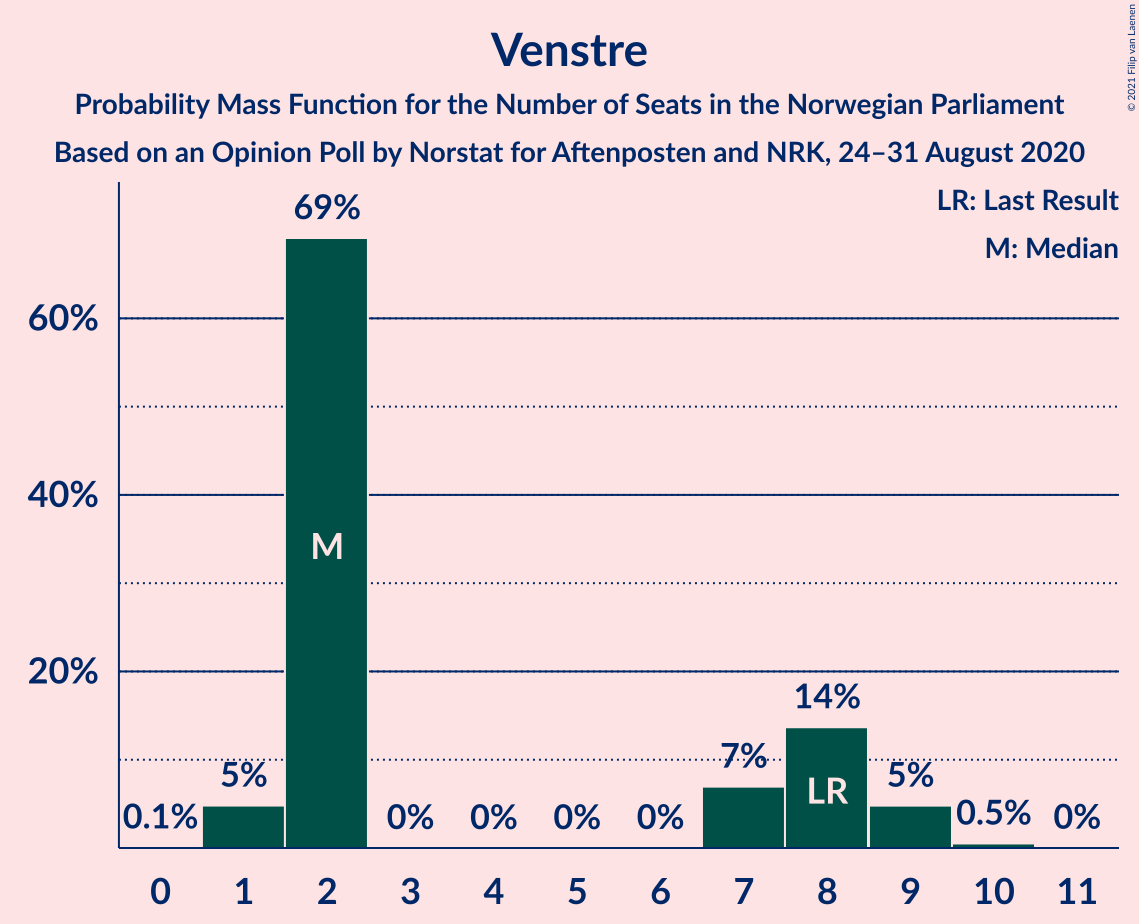 Venstre
Probability Mass Function for the Number of Seats in the Norwegian Parliament
Based on an Opinion Poll by Norstat for Aftenposten and NRK, 24–31 August 2020
© 2021 Filip van Laenen
LR: Last Result
M: Median
69%
60%
40%
M
20%
14%
7%
5%
5%
LR
0.1%
0%
0%
0%
0%
0.5%
0%
0 1 2 3 4 5 6 7 8 9 10 11